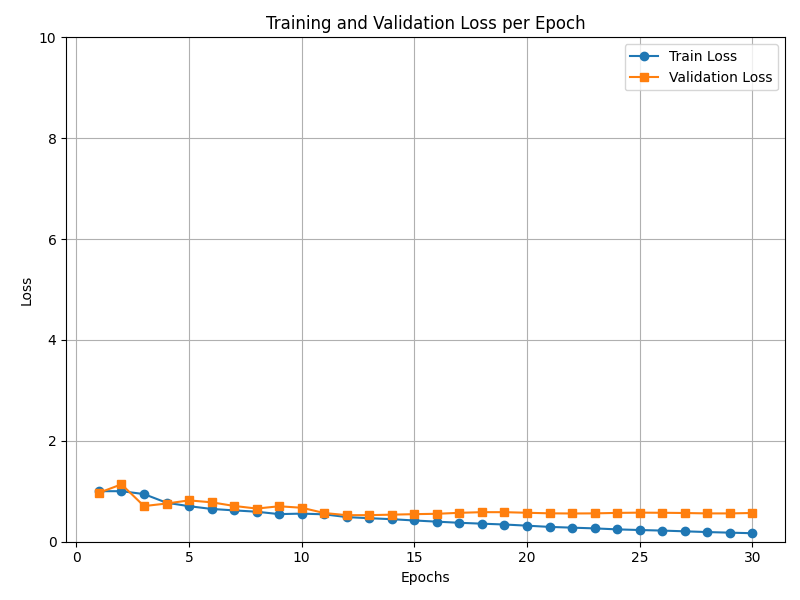 Training and Validation Loss per Epoch
Train Loss
Validation Loss
Loss
10
8
6
4
2
0
0 5 10 15 20 25 30
Epochs